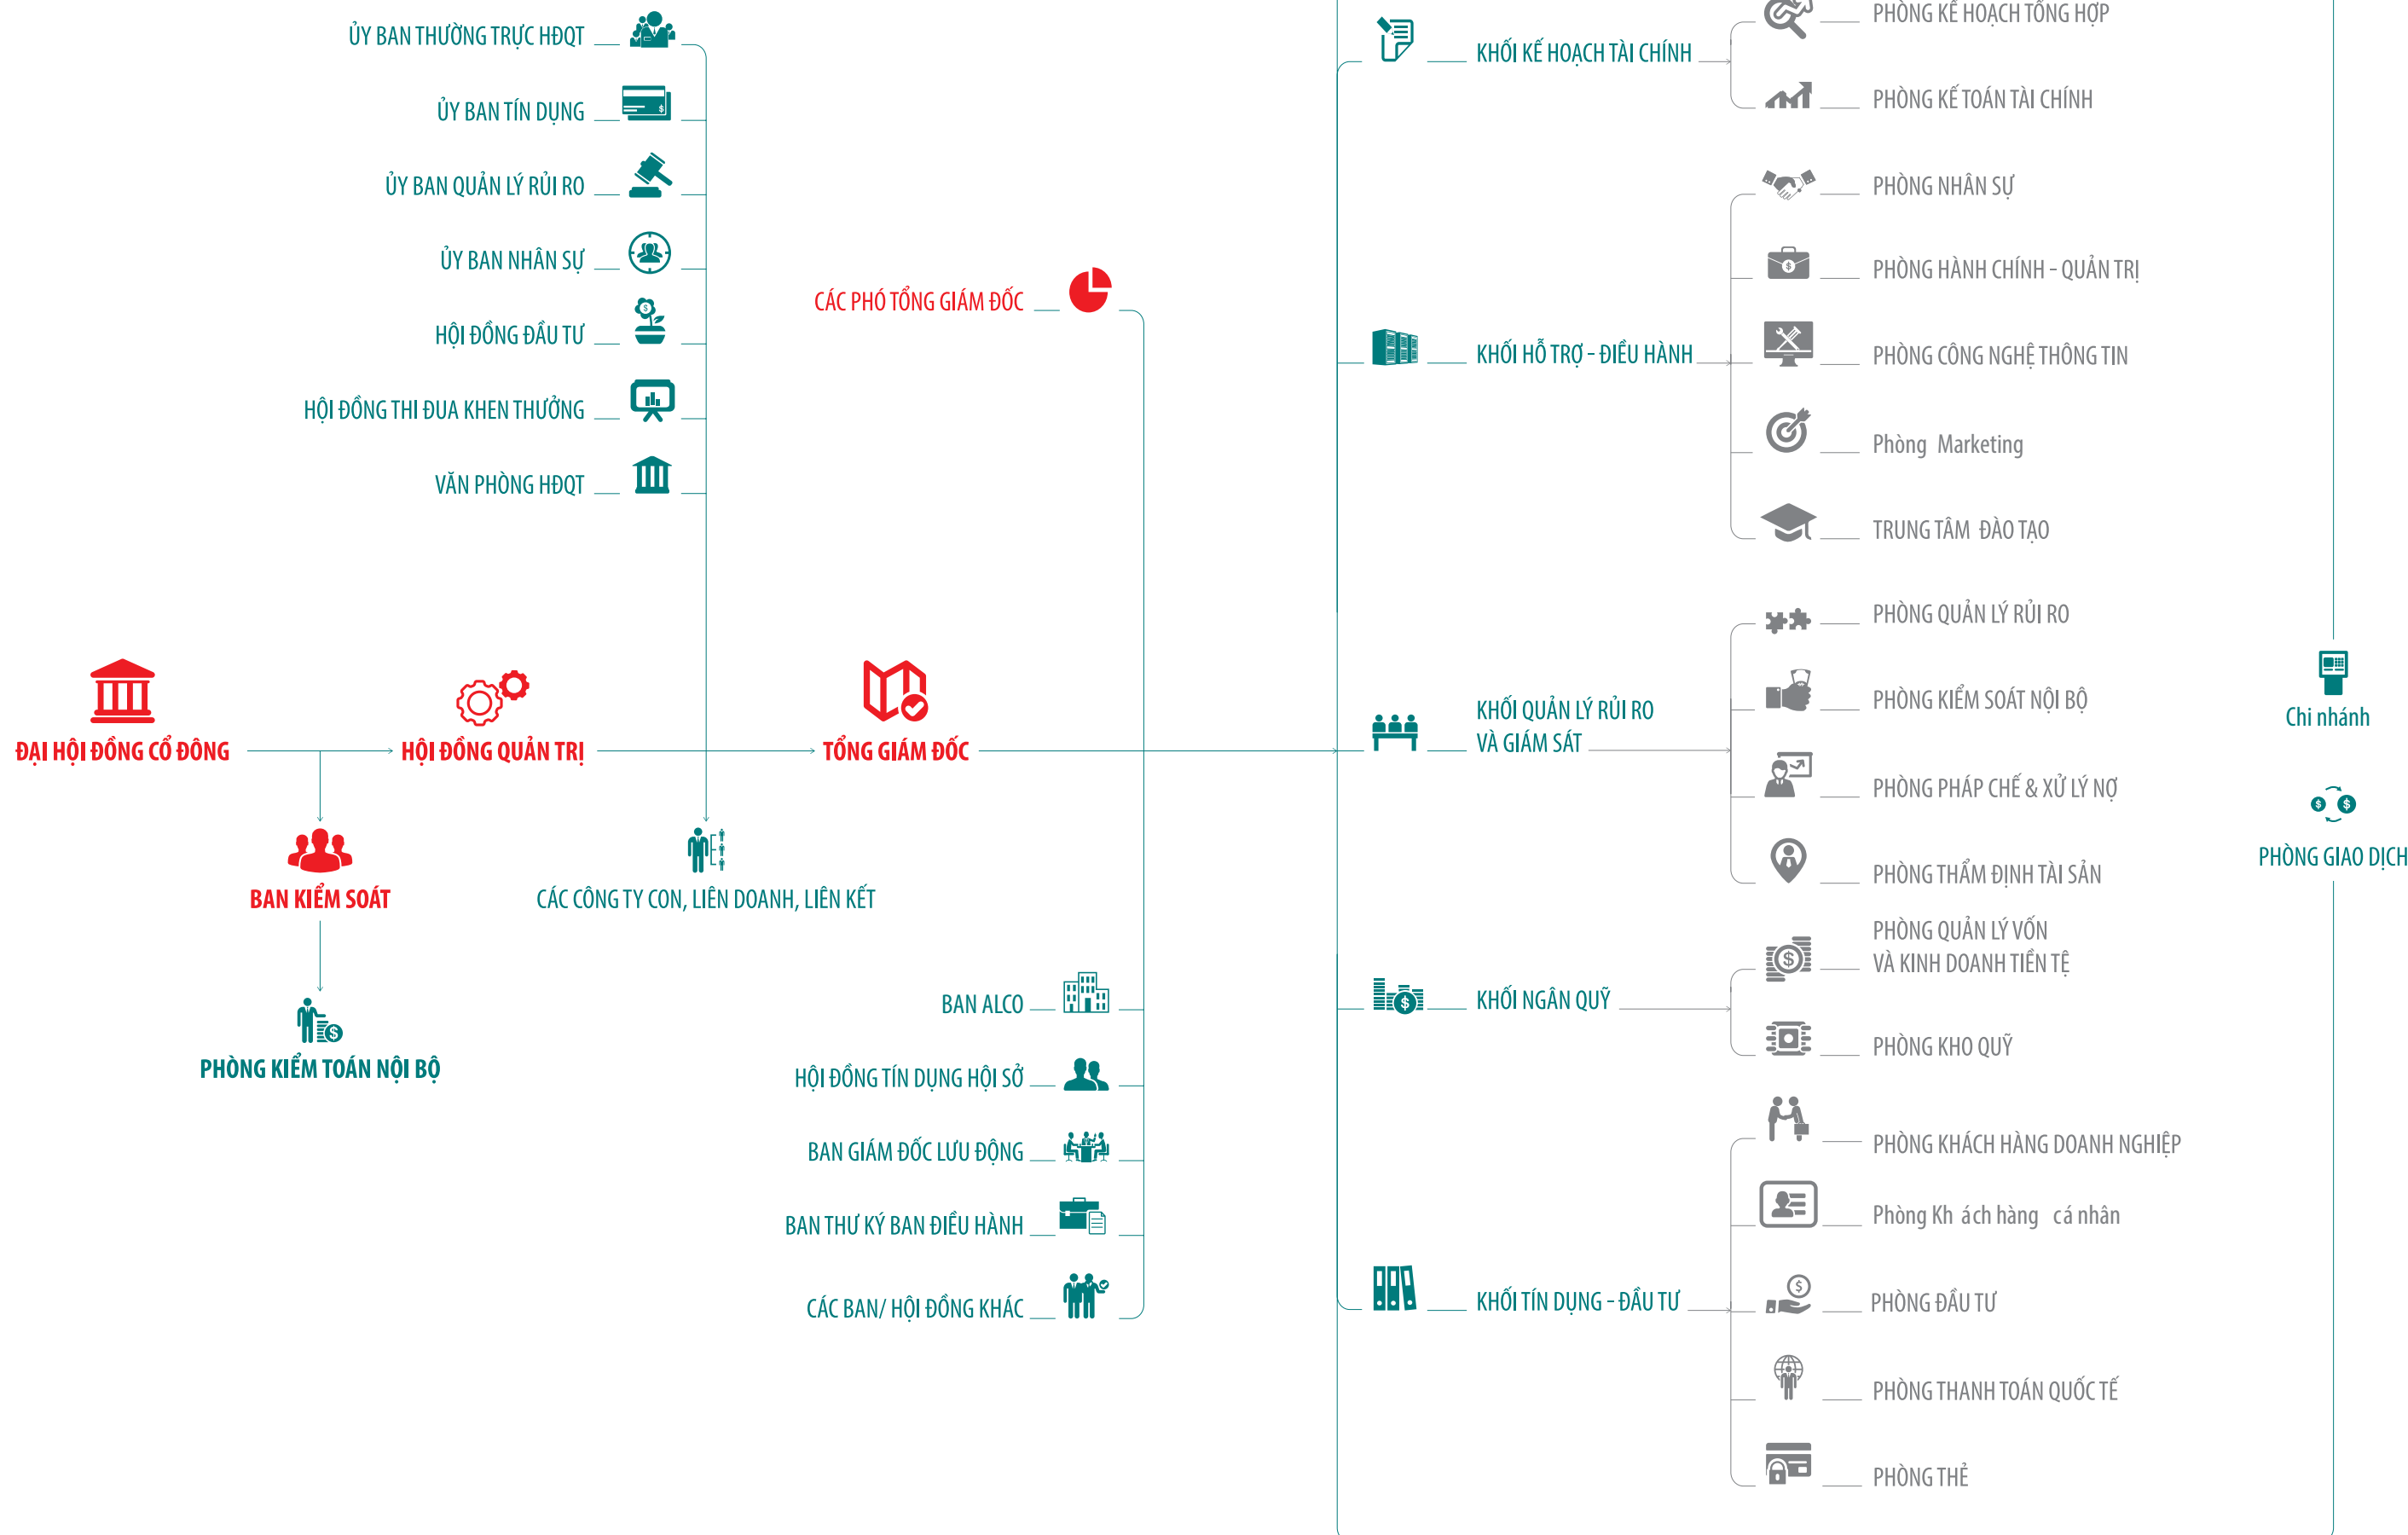 ỦY BAN THƯỜNG TRỰC HĐQT
ỦY BAN TÍN DỤNG
ỦY BAN QUẢN LÝ RỦI RO
ỦY BAN NHÂN SỰ
HỘI ĐỒNG ĐẦU TƯ
HỘI ĐỒNG THI ĐUA KHEN THƯỞNG
VĂN PHÒNG HĐQT
ĐẠI HỘI ĐỒNG CỔ ĐÔNG
HỘI ĐỒNG QUẢN TRỊ
TỔNG GIÁM ĐỐC
BAN KIỂM SOÁT
PHÒNG KIỂM TOÁN NỘI BỘ
CÁC CÔNG TY CON, LIÊN DOANH, LIÊN KẾT
CÁC PHÓ TỔNG GIÁM ĐỐC
BAN ALCO
HỘI ĐỒNG TÍN DỤNG HỘI SỞ
BAN GIÁM ĐỐC LƯU ĐỘNG
BAN THƯ KÝ BAN ĐIỀU HÀNH
CÁC BAN/ HỘI ĐỒNG KHÁC
KHỐI KẾ HOẠCH TÀI CHÍNH
PHÒNG KẾ HOẠCH TỔNG HỢP
PHÒNG KẾ TOÁN TÀI CHÍNH
KHỐI HỖ TRỢ - ĐIỀU HÀNH
PHÒNG NHÂN SỰ
PHÒNG HÀNH CHÍNH - QUẢN TRỊ
PHÒNG CÔNG NGHỆ THÔNG TIN
Phòng Marketing
TRUNG TÂM ĐÀO TẠO
KHỐI QUẢN LÝ RỦI RO
VÀ GIÁM SÁT
PHÒNG QUẢN LÝ RỦI RO
PHÒNG KIỂM SOÁT NỘI BỘ
PHÒNG PHÁP CHẾ & XỬ LÝ NỢ
PHÒNG THẨM ĐỊNH TÀI SẢN
KHỐI NGÂN QUỸ
PHÒNG QUẢN LÝ VỐN
VÀ KINH DOANH TIỀN TỆ
PHÒNG KHO QUỸ
KHỐI TÍN DỤNG - ĐẦU TƯ
PHÒNG KHÁCH HÀNG DOANH NGHIỆP
Phòng Kh ách hàng cá nhân
PHÒNG ĐẦU TƯ
PHÒNG THANH TOÁN QUỐC TẾ
PHÒNG THẺ
Chi nhánh
PHÒNG GIAO DỊCH